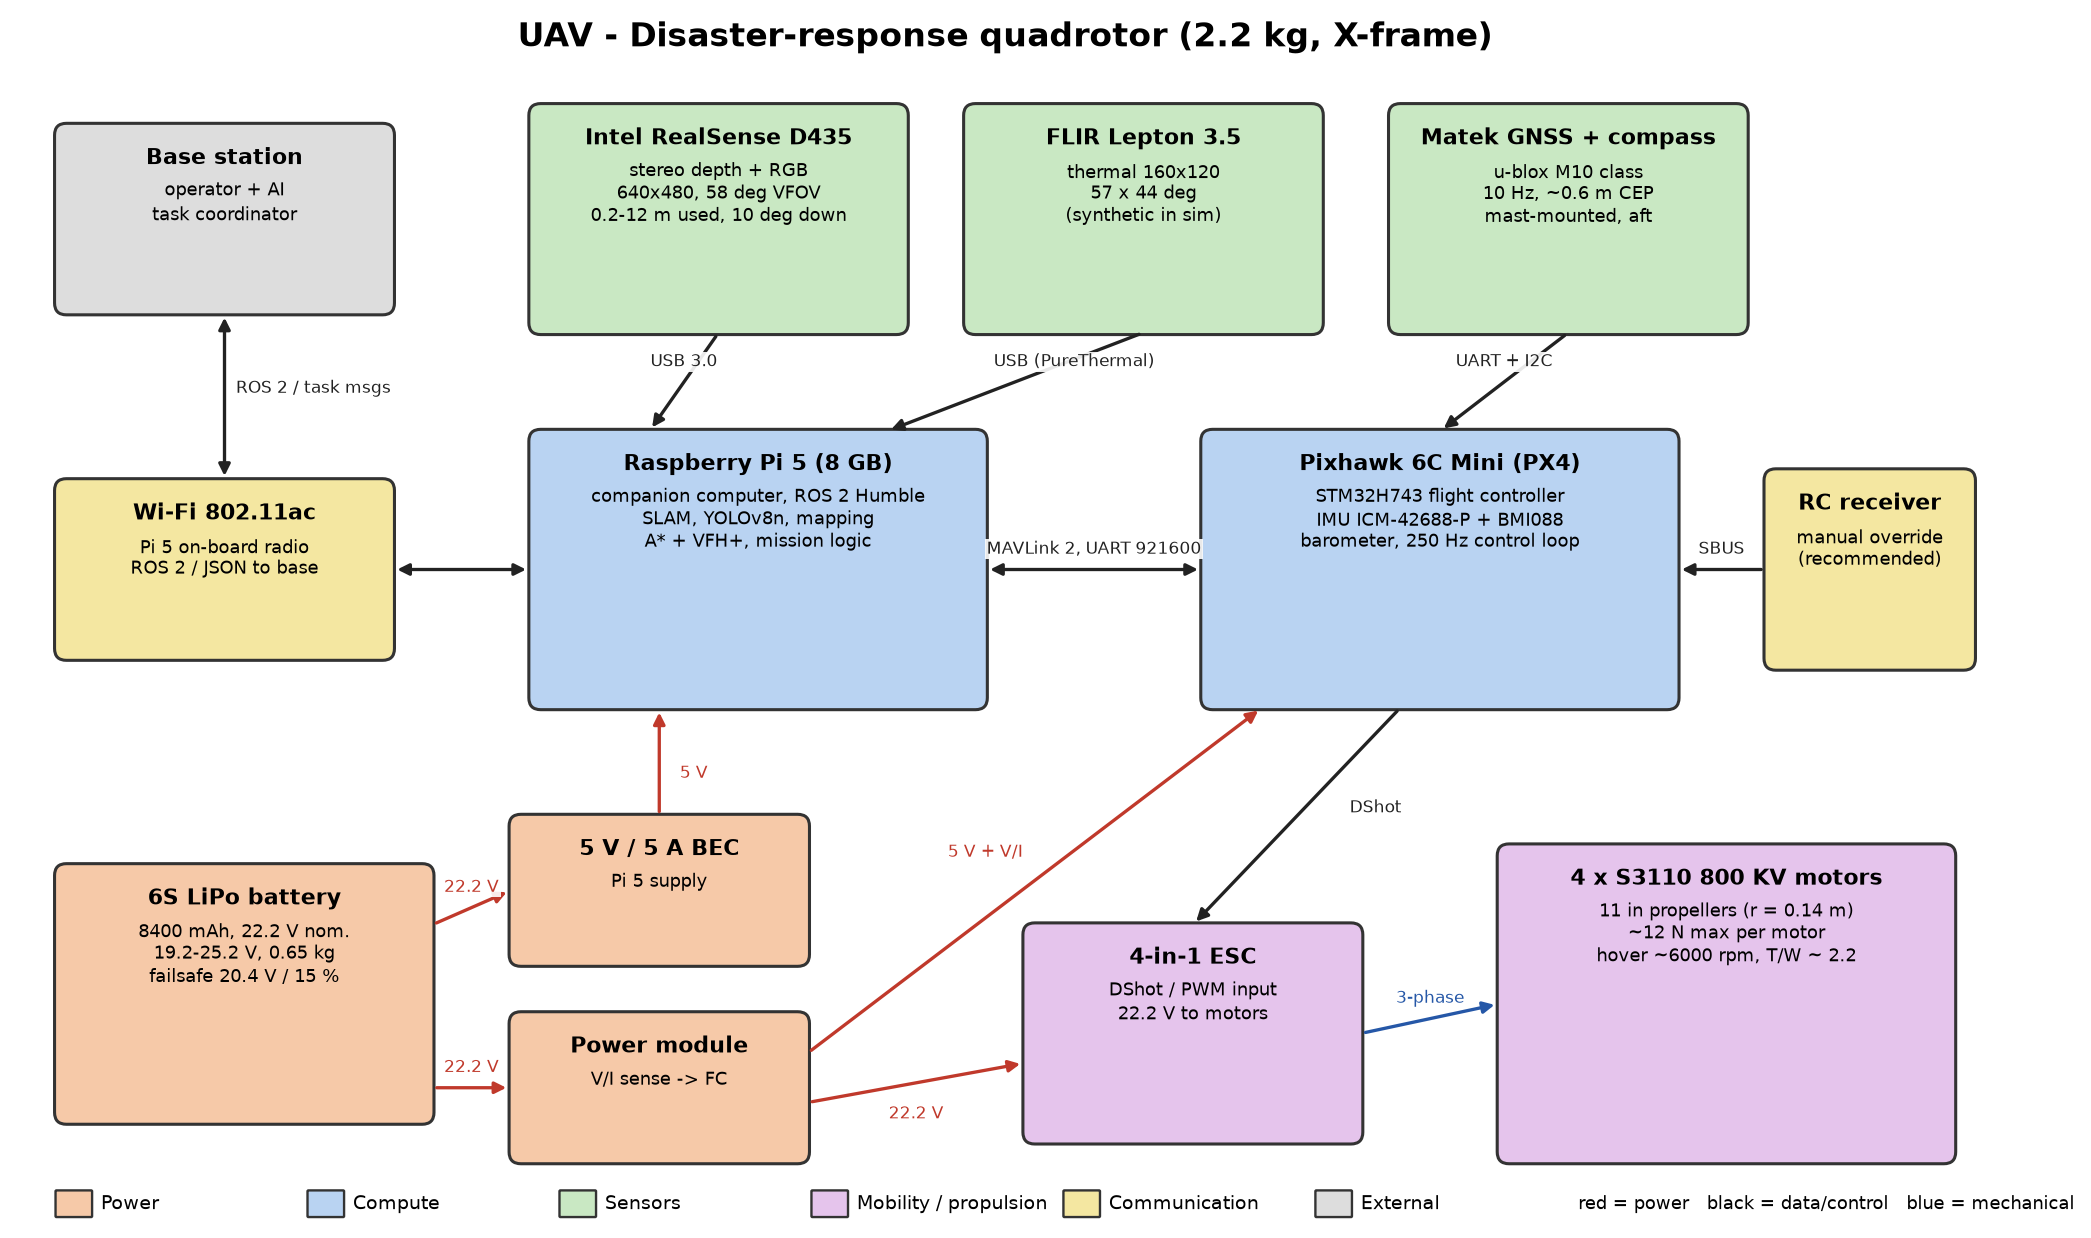 UAV - Disaster-response quadrotor (2.2 kg, X-frame)
Base station
operator + AI
task coordinator
Intel RealSense D435
stereo depth + RGB
640x480, 58 deg VFOV
0.2-12 m used, 10 deg down
FLIR Lepton 3.5
thermal 160x120
57 x 44 deg
(synthetic in sim)
Matek GNSS + compass
u-blox M10 class
10 Hz, ~0.6 m CEP
mast-mounted, aft
ROS 2 / task msgs
USB 3.0
USB (PureThermal)
UART + I2C
Wi-Fi 802.11ac
Pi 5 on-board radio
ROS 2 / JSON to base
Raspberry Pi 5 (8 GB)
companion computer, ROS 2 Humble
SLAM, YOLOv8n, mapping
A* + VFH+, mission logic
MAVLink 2, UART 921600
Pixhawk 6C Mini (PX4)
STM32H743 flight controller
IMU ICM-42688-P + BMI088
barometer, 250 Hz control loop
SBUS
RC receiver
manual override
(recommended)
5 V
5 V + V/I
DShot
6S LiPo battery
8400 mAh, 22.2 V nom.
19.2-25.2 V, 0.65 kg
failsafe 20.4 V / 15 %
22.2 V
22.2 V
5 V / 5 A BEC
Pi 5 supply
Power module
V/I sense -> FC
22.2 V
4-in-1 ESC
DShot / PWM input
22.2 V to motors
3-phase
4 x S3110 800 KV motors
11 in propellers (r = 0.14 m)
~12 N max per motor
hover ~6000 rpm, T/W ~ 2.2
Power
Compute
Sensors
Mobility / propulsion
Communication
External
red = power   black = data/control   blue = mechanical